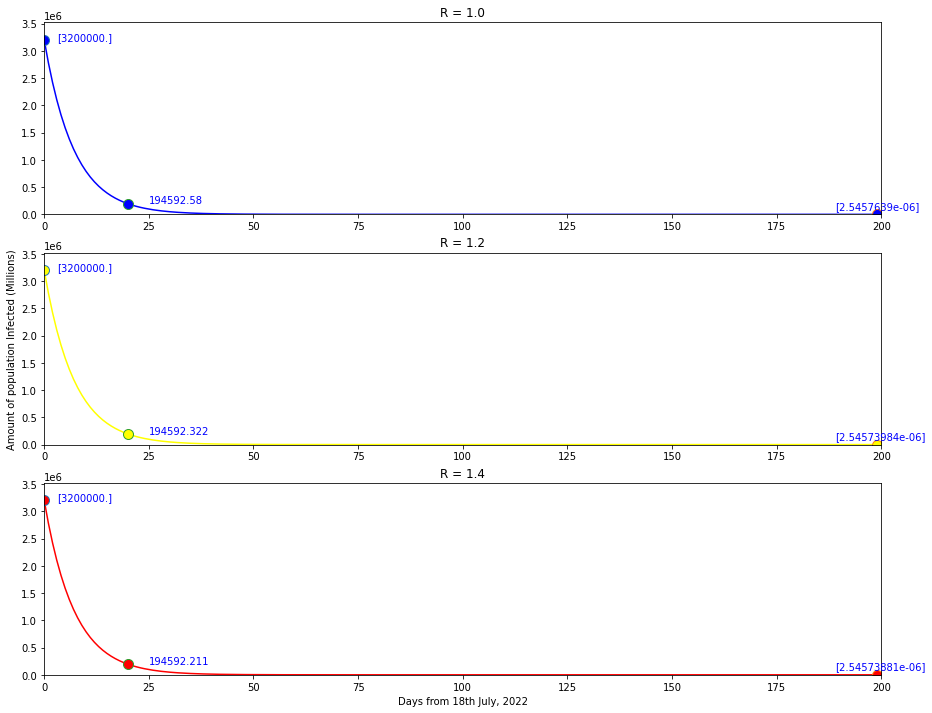 R = 1.0
1e6
3.5
3.0
2.5
2.0
1.5
1.0
0.5
0.0
[3200000.]
194592.58
[2.5457639e-06]
0 25 50 75 100 125 150 175 200
R = 1.2
1e6
3.5
3.0
2.5
2.0
1.5
1.0
0.5
0.0
[3200000.]
194592.322
[2.54573984e-06]
0 25 50 75 100 125 150 175 200
Amount of population Infected (Millions)
R = 1.4
1e6
3.5
3.0
2.5
2.0
1.5
1.0
0.5
0.0
[3200000.]
194592.211
[2.54573881e-06]
0 25 50 75 100 125 150 175 200
Days from 18th July, 2022